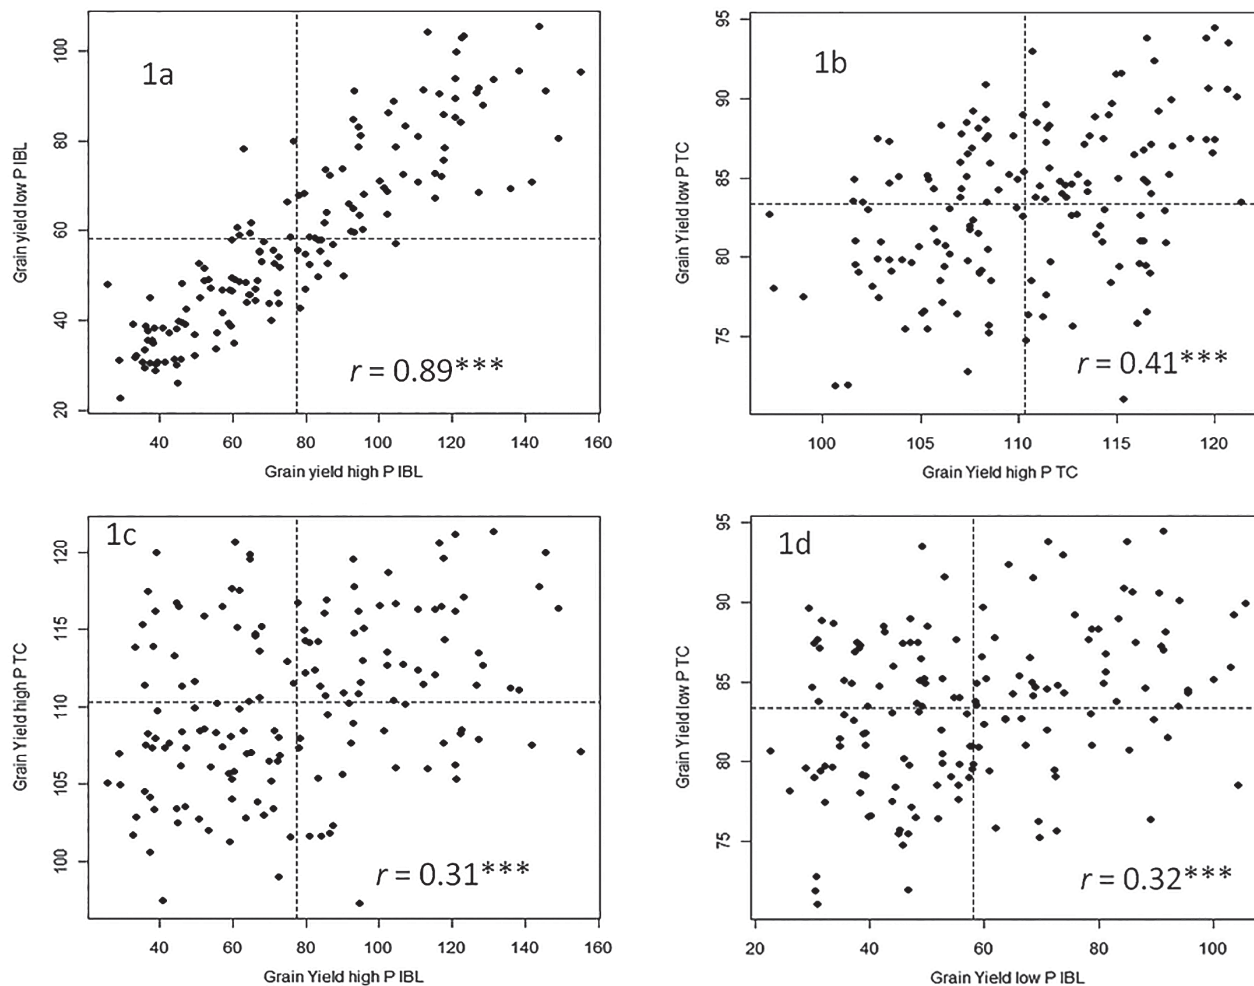 1a
100
80
60
40
20
Grain yield low P IBL
40 60 80 100 120 140 160
Grain yield high P IBL
r = 0.89***
1b
95
90
85
80
75
Grain Yield low P TC
100 105 110 115 120
Grain Yield high P TC
r = 0.41***
1c
120
115
110
105
100
Grain Yield high P TC
40 60 80 100 120 140 160
Grain Yield high P IBL
r = 0.31***
1d
95
90
85
80
75
Grain Yield low P TC
20 40 60 80 100
Grain Yield low P IBL
r = 0.32***